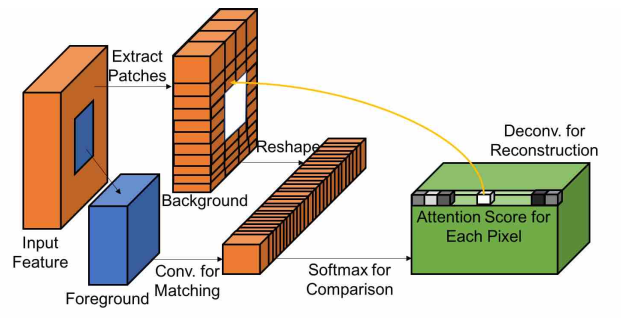 Extract
Patches
Deconv. for
Reconstruction
Reshape
Background
Attention Score for
Each Pixel
Input
Feature
Conv. for
Matching
Softmax for
Comparison
Foreground